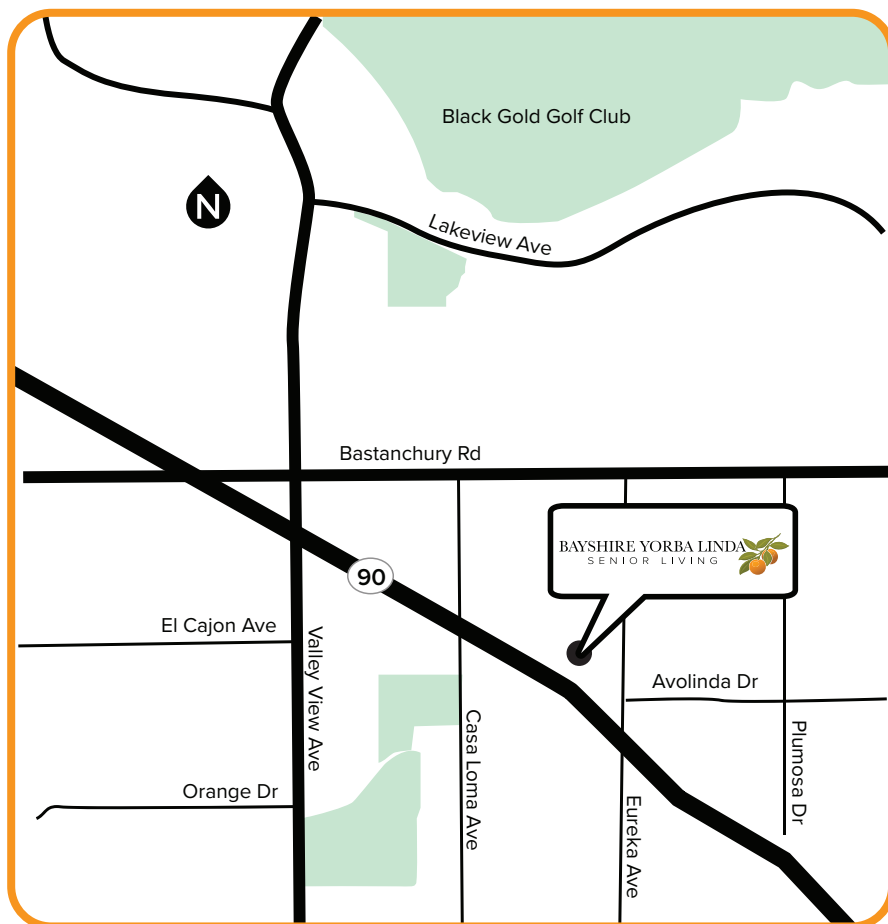 Black Gold Golf Club
N
Lakeview Ave
Bastanchury Rd
BAYSHIRE YORBA LINDA
SENIOR LIVING
90
El Cajon Ave
Valley View Ave
Avolinda Dr
Casa Loma Ave
Plumosa Dr
Orange Dr
Eureka Ave